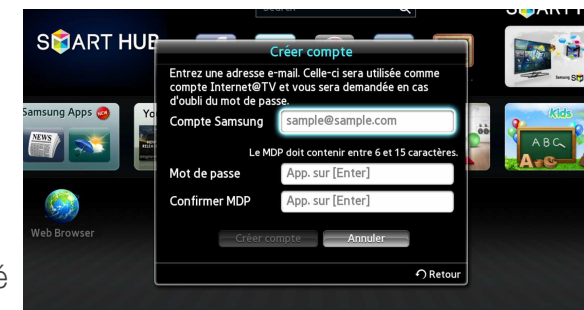 Search
SMART HUB
Créer compte
Entrez une adresse e-mail. Celle-ci sera utilisée comme
compte Internet@TV et vous sera demandée en cas
d'oubli du mot de passe.
Compte Samsung
sample@sample.com
Le MDP doit contenir entre 6 et 15 caractères.
Mot de passe
App. sur [Enter]
Confirmer MDP
App. sur [Enter]
Créer compte
Annuler
Retour
Samsung Apps
NEW
NEWS
Yo
Kids
ABC
Web Browser
é